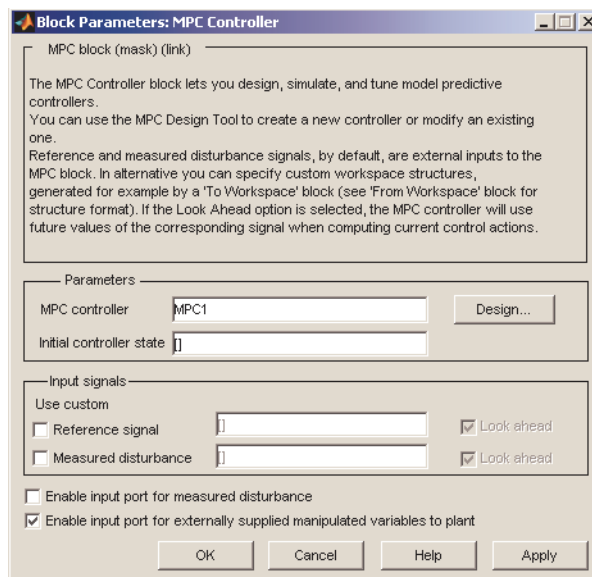 Block Parameters: MPC Controller
MPC block (mask) (link)
The MPC Controller block lets you design, simulate, and tune model predictive
controllers.
You can use the MPC Design Tool to create a new controller or modify an existing
one.
Reference and measured disturbance signals, by default, are external inputs to the
MPC block. In alternative you can specify custom workspace structures,
generated for example by a 'To Workspace' block (see 'From Workspace' block for
structure format). If the Look Ahead option is selected, the MPC controller will use
future values of the corresponding signal when computing current control actions.
Parameters
MPC controller MPC1 Design...
Initial controller state []
Input signals
Use custom
Reference signal [] Look ahead
Measured disturbance [] Look ahead
Enable input port for measured disturbance
Enable input port for externally supplied manipulated variables to plant
OK Cancel Help Apply